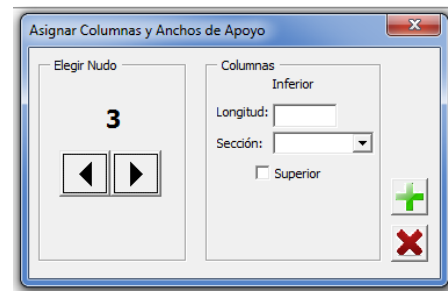 Asignar Columnas y Anchos de Apoyo
x
Elegir Nudo
3
Columnas
Inferior
Longitud:
Sección:
Superior